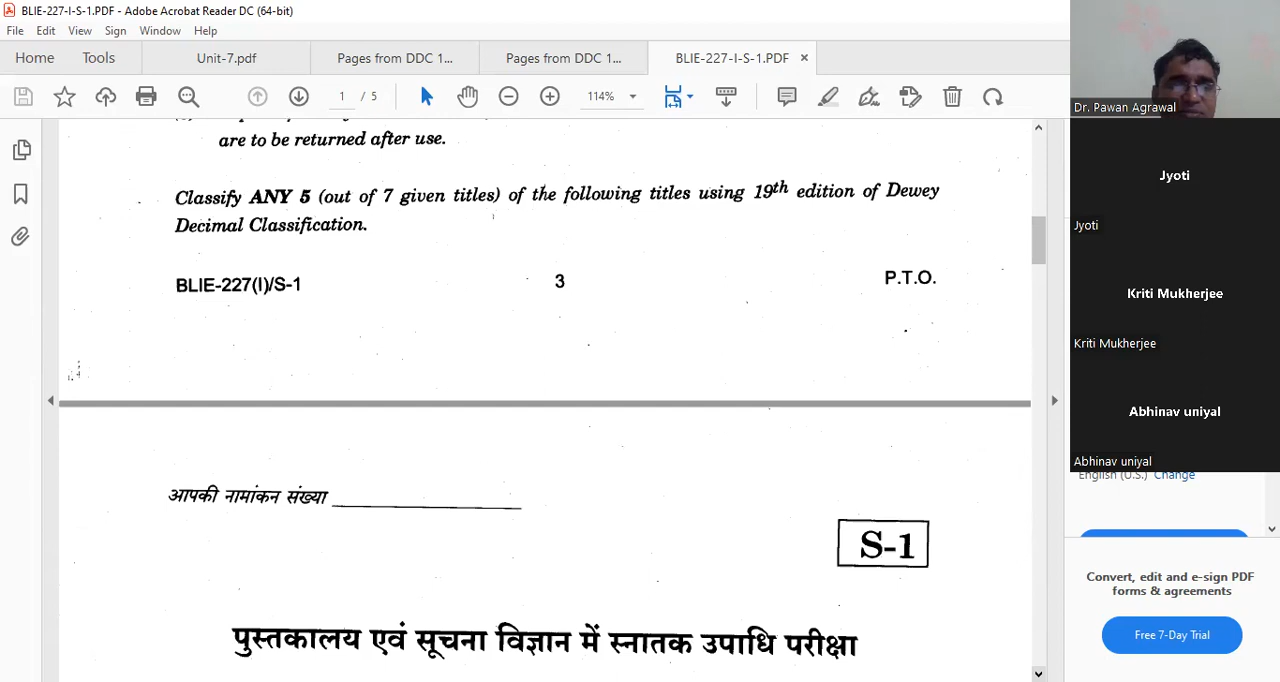 BLIE-227-I-S-1.PDF - Adobe Acrobat Reader DC (64-bit)
File Edit View Sign Window Help
Home Tools Unit-7.pdf Pages from DDC 1... Pages from DDC 1... BLIE-227-I-S-1.PDF ×
1 / 5 114%
are to be returned after use.
Classify ANY 5 (out of 7 given titles) of the following titles using 19th edition of Dewey
Decimal Classification.
BLIE-227(I)/S-1 3 P.T.O.
आपकी नामांकन संख्या
S-1
पुस्तकालय एवं सूचना विज्ञान में स्नातक उपाधि परीक्षा
Dr. Pawan Agrawal
Jyoti
Jyoti
Kriti Mukherjee
Kriti Mukherjee
Abhinav uniyal
Abhinav uniyal
English (U.S.) Change
Convert, edit and e-sign PDF
forms & agreements
Free 7-Day Trial